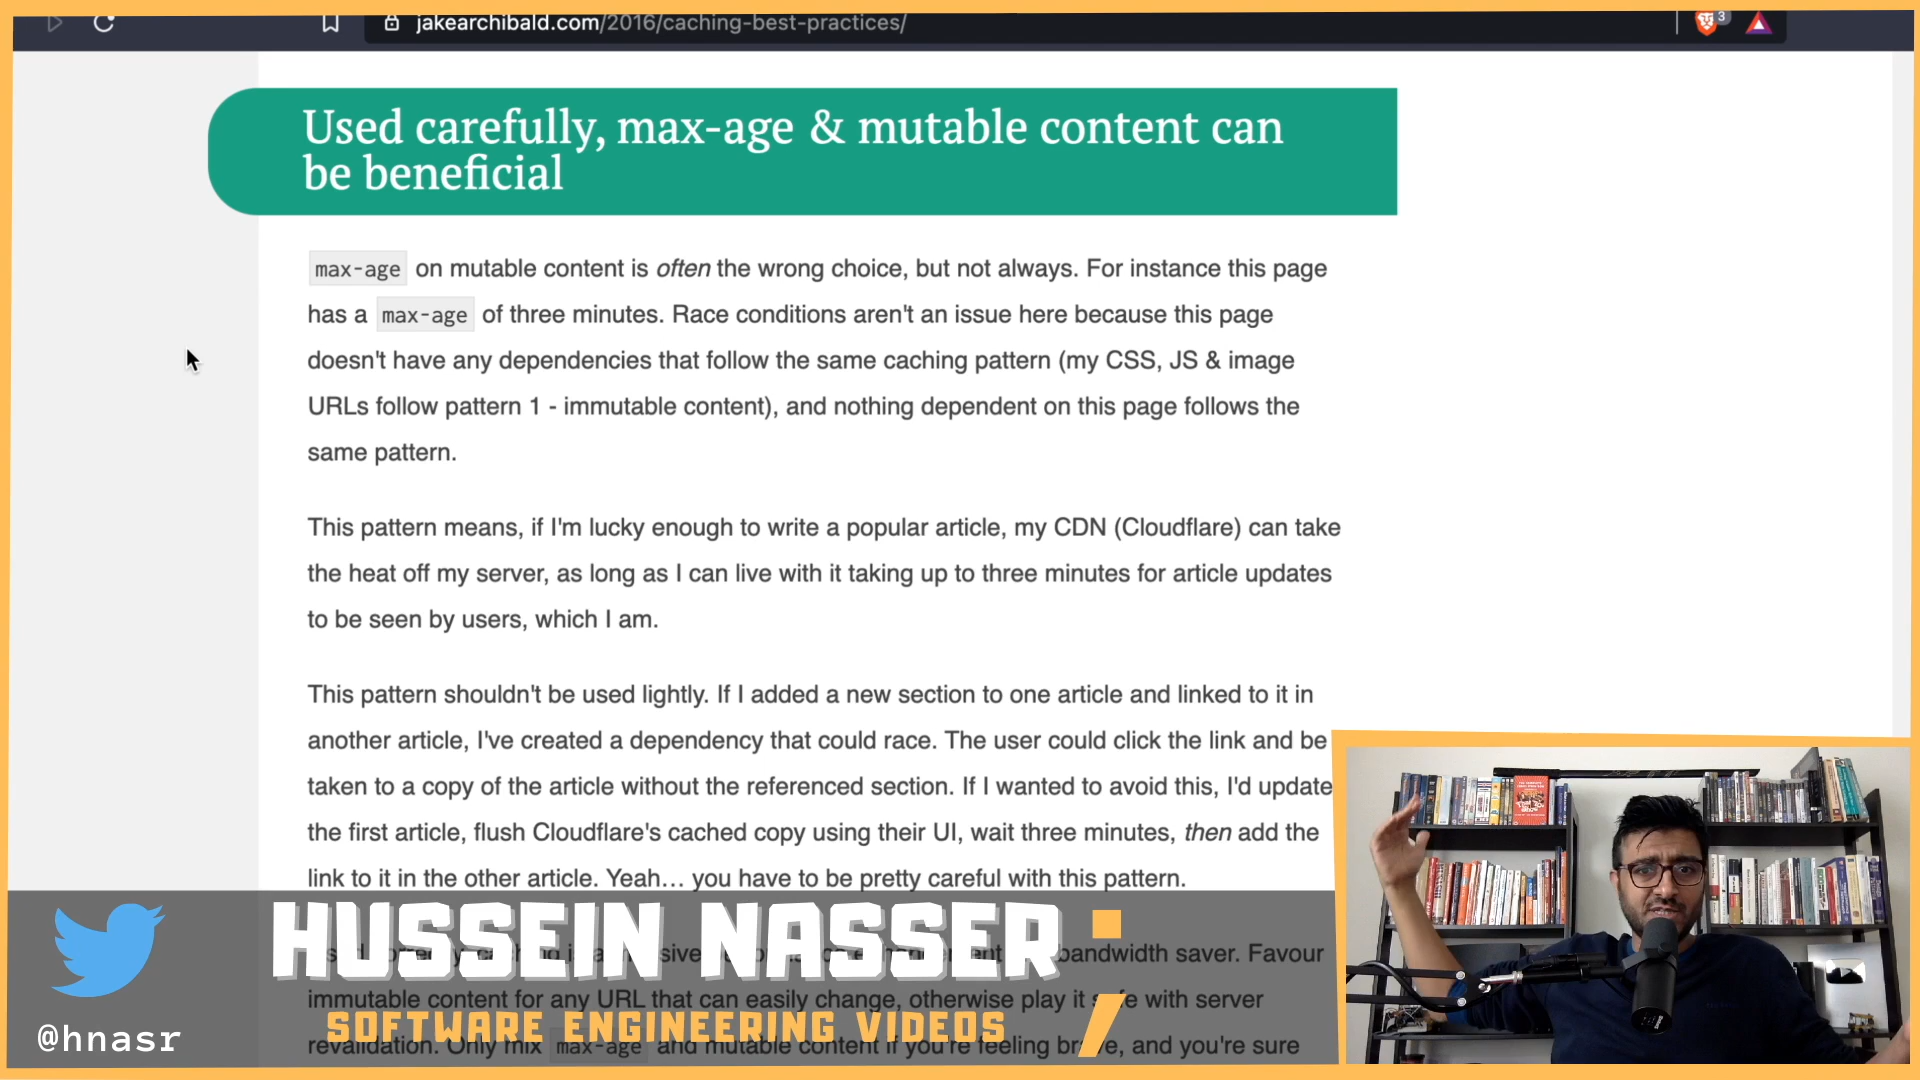 jakearchibald.com/2016/caching-best-practices/
3
Used carefully, max-age & mutable content can
be beneficial
max-age on mutable content is often the wrong choice, but not always. For instance this page
has a max-age of three minutes. Race conditions aren't an issue here because this page
doesn't have any dependencies that follow the same caching pattern (my CSS, JS & image
URLs follow pattern 1 - immutable content), and nothing dependent on this page follows the
same pattern.
This pattern means, if I'm lucky enough to write a popular article, my CDN (Cloudflare) can take
the heat off my server, as long as I can live with it taking up to three minutes for article updates
to be seen by users, which I am.
This pattern shouldn't be used lightly. If I added a new section to one article and linked to it in
another article, I've created a dependency that could race. The user could click the link and be
taken to a copy of the article without the referenced section. If I wanted to avoid this, I'd update
the first article, flush Cloudflare's cached copy using their UI, wait three minutes, then add the
link to it in the other article. Yeah... you have to be pretty careful with this pattern.
bandwidth saver. Favour
immutable content for any URL that can easily change, otherwise play it safe with server
revalidation. Only mix max-age and mutable content if you're feeling brave, and you're sure
HUSSEIN NASSER ;
SOFTWARE ENGINEERING VIDEOS
@hnasr